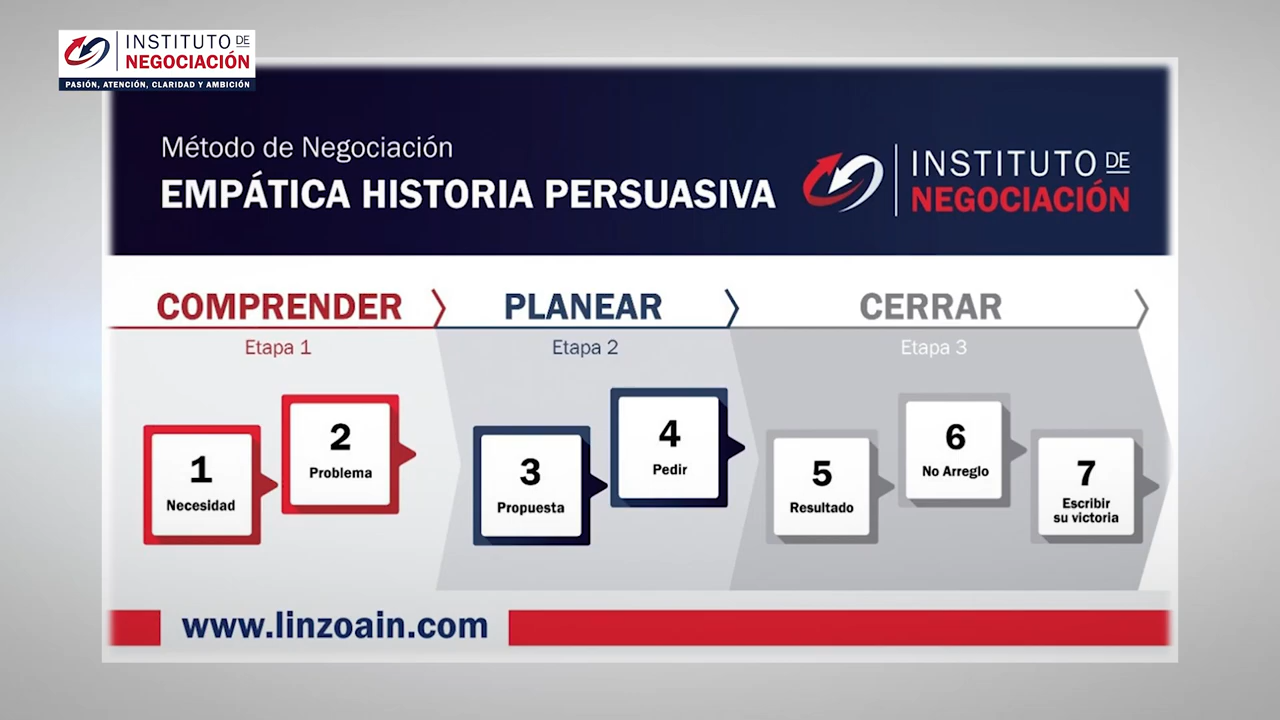 INSTITUTO DE
NEGOCIACIÓN
PASIÓN, ATENCIÓN, CLARIDAD Y AMBICIÓN
Método de Negociación
EMPÁTICA HISTORIA PERSUASIVA
INSTITUTO DE
NEGOCIACIÓN
COMPRENDER
PLANEAR
CERRAR
Etapa 1
Etapa 2
Etapa 3
1
Necesidad
2
Problema
3
Propuesta
4
Pedir
5
Resultado
6
No Arreglo
7
Escribir
su victoria
www.linzoain.com